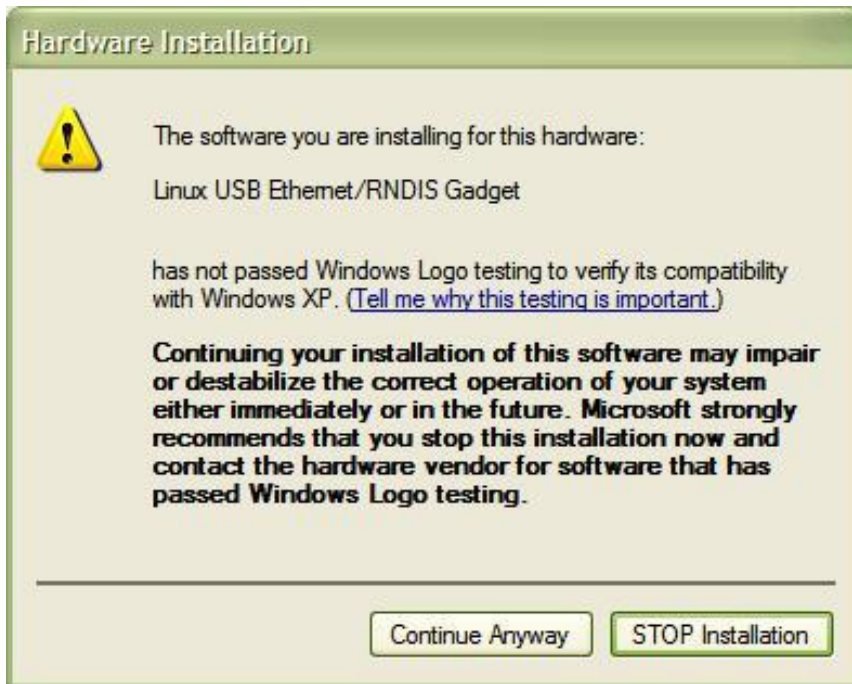 Hardware Installation
The software you are installing for this hardware:
Linux USB Ethernet/RNDIS Gadget
has not passed Windows Logo testing to verify its compatibility
with Windows XP. (Tell me why this testing is important.)
Continuing your installation of this software may impair
or destabilize the correct operation of your system
either immediately or in the future. Microsoft strongly
recommends that you stop this installation now and
contact the hardware vendor for software that has
passed Windows Logo testing.
Continue Anyway
STOP Installation